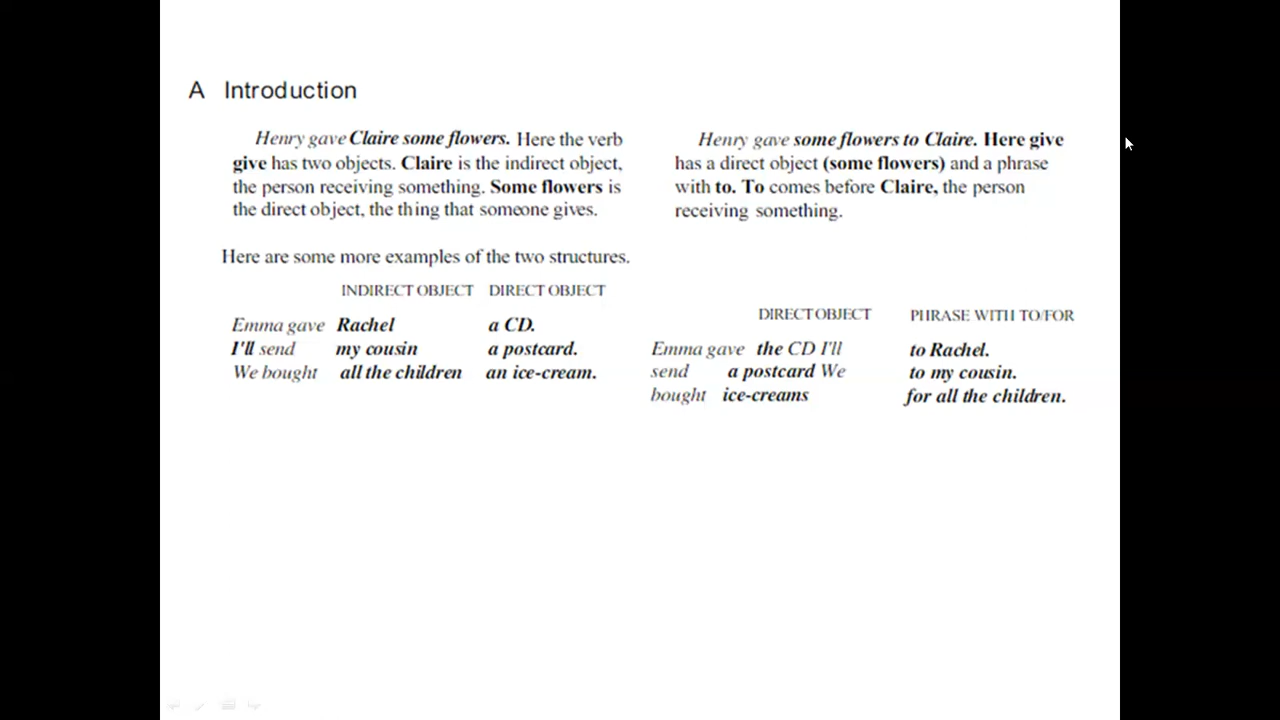 A Introduction
Henry gave Claire some flowers. Here the verb
give has two objects. Claire is the indirect object,
the person receiving something. Some flowers is
the direct object, the thing that someone gives.
Henry gave some flowers to Claire. Here give
has a direct object (some flowers) and a phrase
with to. To comes before Claire, the person
receiving something.
Here are some more examples of the two structures.
INDIRECT OBJECT DIRECT OBJECT
Emma gave Rachel a CD.
I'll send my cousin a postcard.
We bought all the children an ice-cream.
DIRECT OBJECT PHRASE WITH TO/FOR
Emma gave the CD I'll to Rachel.
send a postcard We to my cousin.
bought ice-creams for all the children.